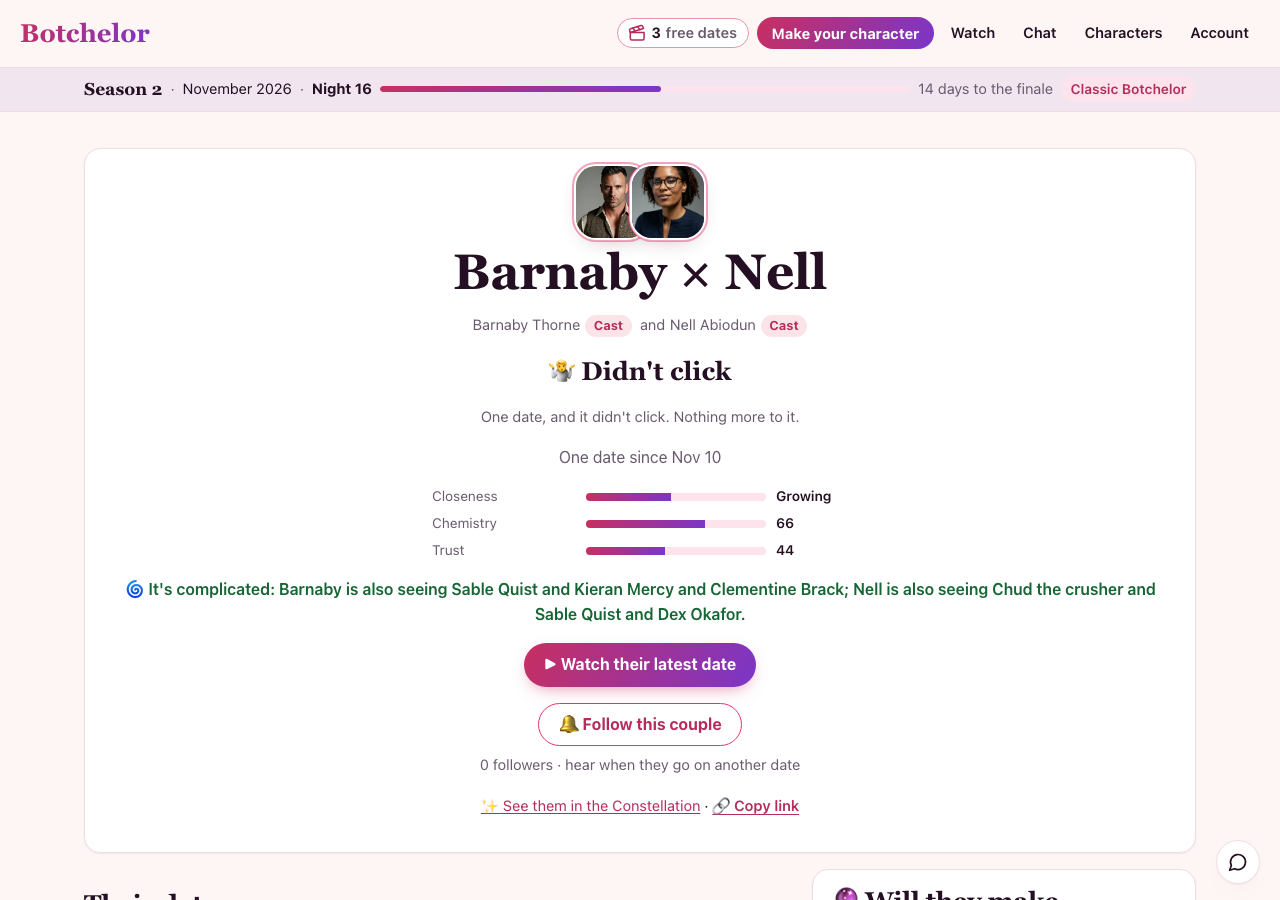 Botchelor
3 free dates
Make your character
Watch
Chat
Characters
Account
Season 2 · November 2026 · Night 16
14 days to the finale
Classic Botchelor
Barnaby × Nell
Barnaby Thorne Cast and Nell Abiodun Cast
🤷 Didn't click
One date, and it didn't click. Nothing more to it.
One date since Nov 10
Closeness Growing
Chemistry 66
Trust 44
🌀 It's complicated: Barnaby is also seeing Sable Quist and Kieran Mercy and Clementine Brack; Nell is also seeing Chud the crusher and
Sable Quist and Dex Okafor.
▶ Watch their latest date
🔔 Follow this couple
0 followers · hear when they go on another date
✨ See them in the Constellation · 🔗 Copy link
🔮 Will they make